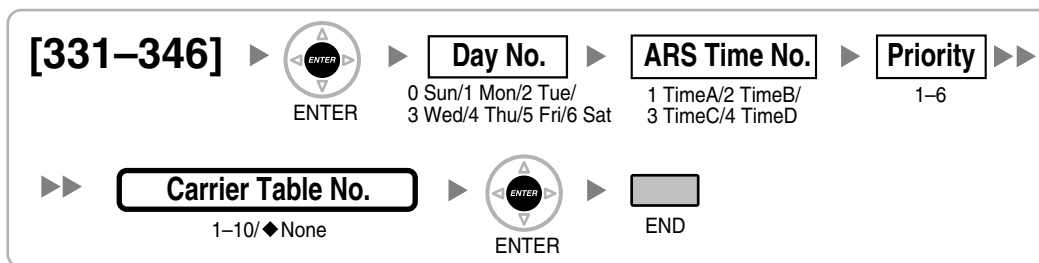 [331–346] ENTER Day No. ARS Time No. Priority
ENTER 0 Sun/1 Mon/2 Tue/ 1 TimeA/2 TimeB/ 1–6
3 Wed/4 Thu/5 Fri/6 Sat 3 TimeC/4 TimeD
Carrier Table No. ENTER
1–10/◆None ENTER END